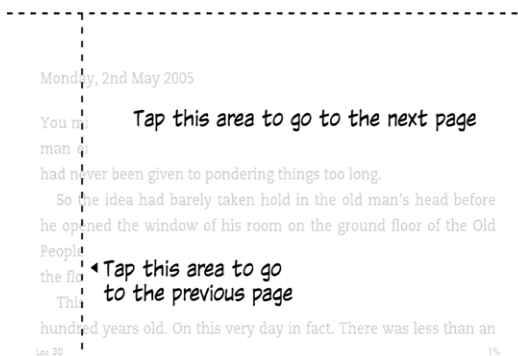 Monday, 2nd May 2005
You mi
Tap this area to go to the next page
man
had never been given to pondering things too long.
So the idea had barely taken hold in the old man's head before
he opened the window of his room on the ground floor of the Old
People
Tap this area to go
the flo
to the previous page
This
hundred years old. On this very day in fact. There was less than an
Loc 30
1%